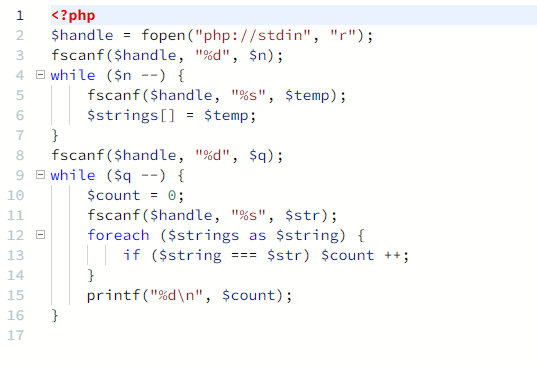 1 <?php
2 $handle = fopen("php://stdin", "r");
3 fscanf($handle, "%d", $n);
4 while ($n --) {
5     fscanf($handle, "%s", $temp);
6     $strings[] = $temp;
7 }
8 fscanf($handle, "%d", $q);
9 while ($q --) {
10     $count = 0;
11     fscanf($handle, "%s", $str);
12     foreach ($strings as $string) {
13         if ($string === $str) $count ++;
14     }
15     printf("%d\n", $count);
16 }
17